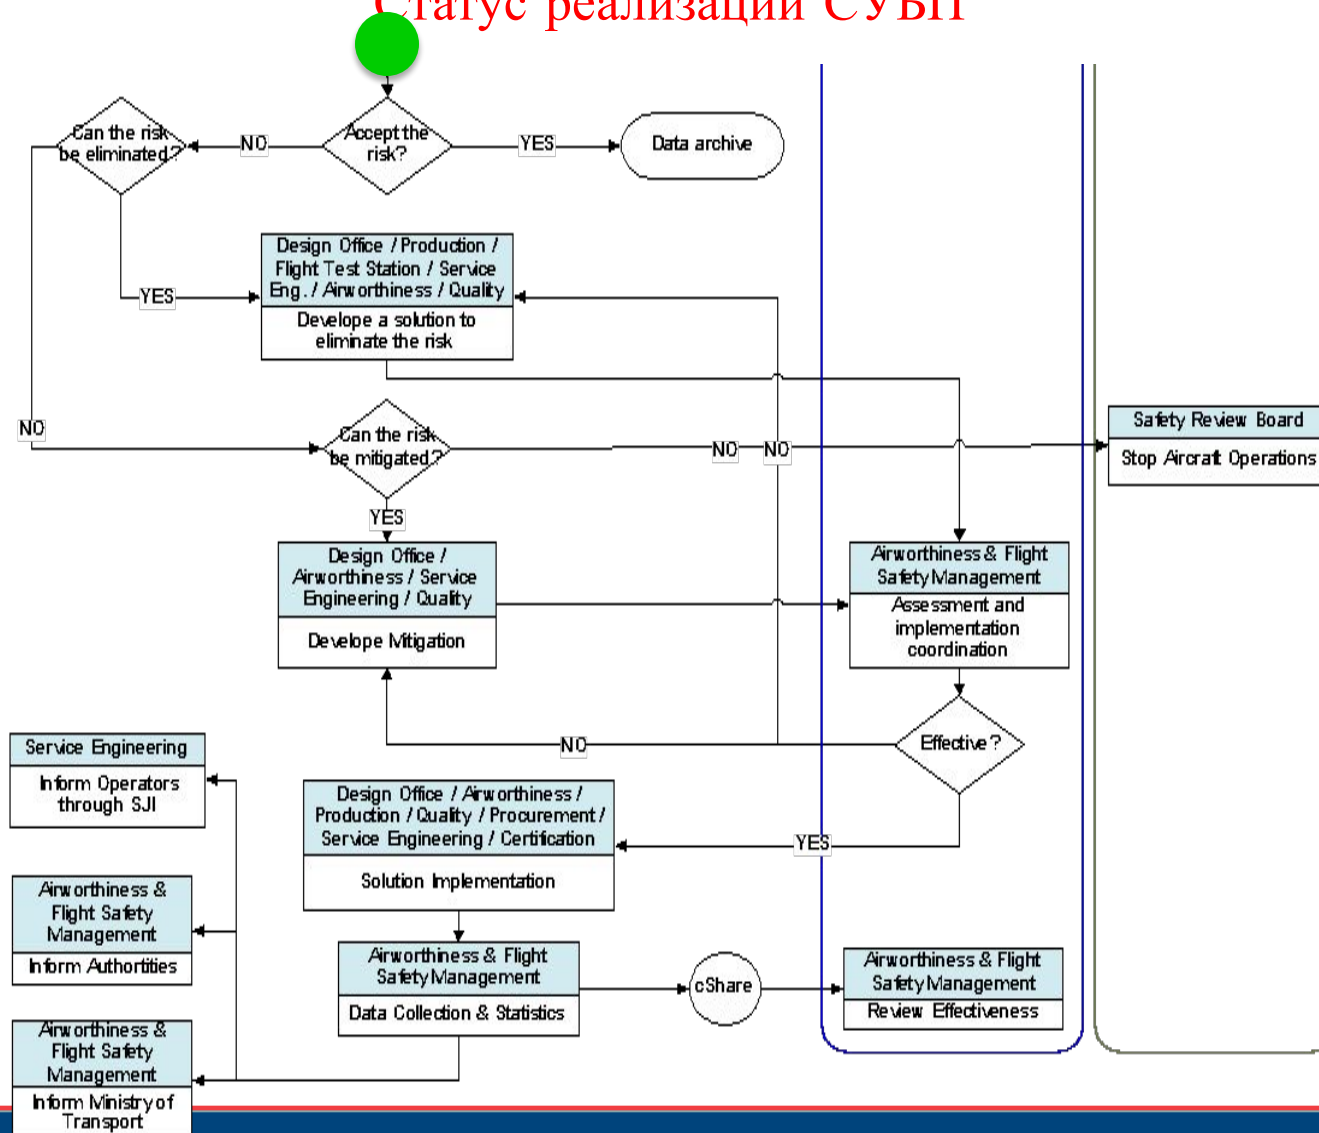 Статус реализации СУБП
Can the risk
be eliminated?
NO
Accept the
risk?
YES
Data archive
Design Office / Production /
Flight Test Station / Service
Eng. / Airworthiness / Quality
Develope a solution to
eliminate the risk
YES
NO
Can the risk
be mitigated?
NO
NO
Safety Review Board
Stop Aircraft Operations
YES
Design Office /
Airworthiness / Service
Engineering / Quality
Develope Mitigation
Airworthiness & Flight
Safety Management
Assessment and
implementation
coordination
Effective?
NO
Service Engineering
Inform Operators
through SJI
Design Office / Airworthiness /
Production / Quality / Procurement /
Service Engineering / Certification
Solution Implementation
YES
Airworthiness &
Flight Safety
Management
Inform Authortities
Airworthiness & Flight
Safety Management
Data Collection & Statistics
cShare
Airworthiness & Flight
Safety Management
Review Effectiveness
Airworthiness &
Flight Safety
Management
Inform Ministry of
Transport